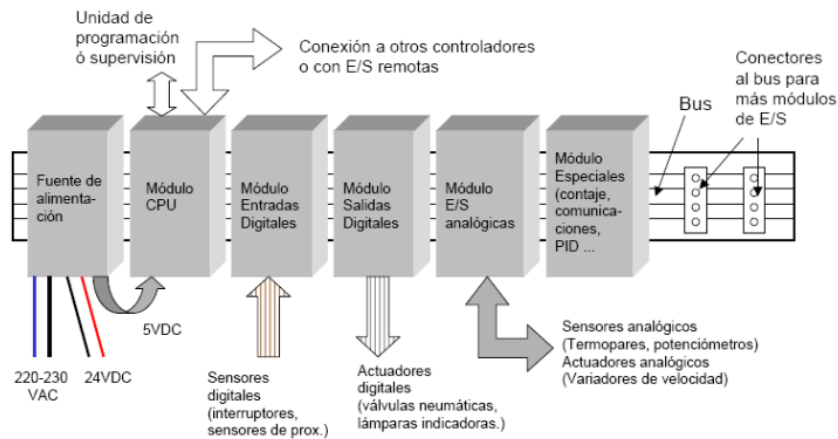 Unidad de
programación
ó supervisión
Conexión a otros controladores
o con E/S remotas
Conectores
al bus para
más módulos
de E/S
Bus
Fuente de
alimenta-
ción
Módulo
CPU
Módulo
Entradas
Digitales
Módulo
Salidas
Digitales
Módulo
E/S
analógicas
Módulo
Especiales
(contaje,
comunica-
ciones,
PID ...
5VDC
220-230
VAC
24VDC
Sensores
digitales
(interruptores,
sensores de prox.)
Actuadores
digitales
(válvulas neumáticas,
lámparas indicadoras.)
Sensores analógicos
(Termopares, potenciómetros)
Actuadores analógicos
(Variadores de velocidad)